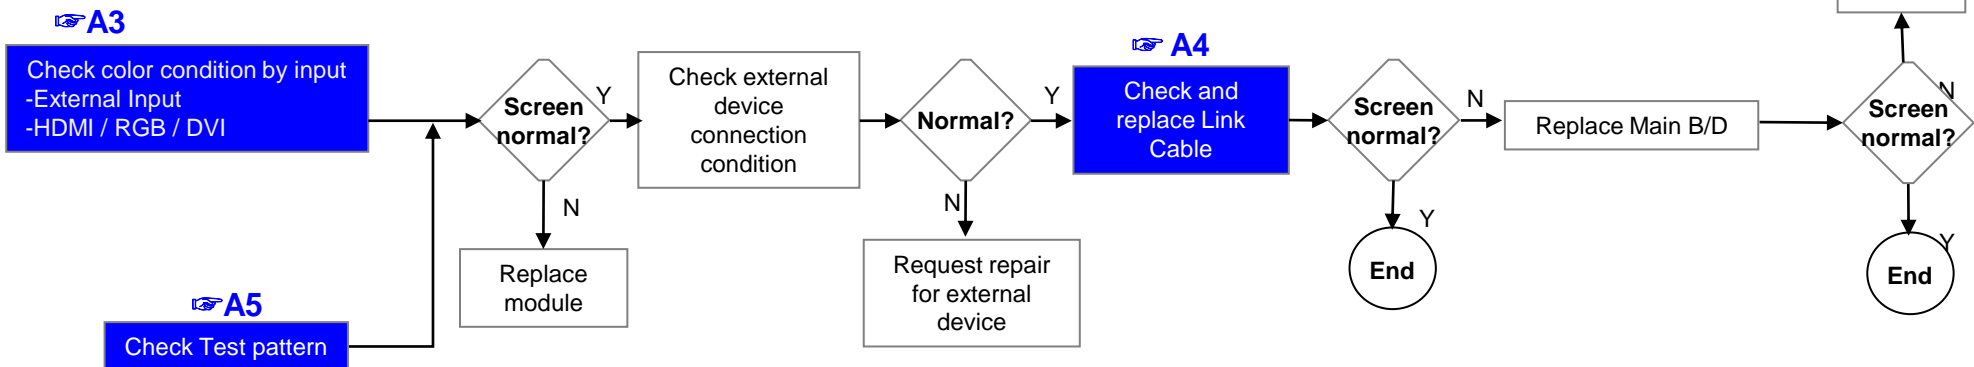 ☞A3
Check color condition by input
-External Input
-HDMI / RGB / DVI
Screen
normal?
Y
N
Replace
module
☞A5
Check Test pattern
Check external
device
connection
condition
Normal?
Y
N
Request repair
for external
device
☞ A4
Check and
replace Link
Cable
Screen
normal?
N
Y
End
Replace Main B/D
Screen
normal?
N
Y
End